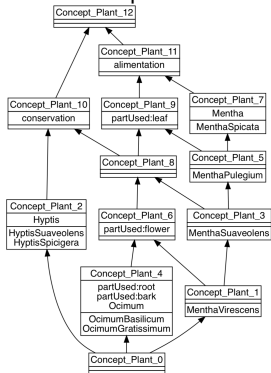 Concept_Plant_12
Concept_Plant_11
alimentation
Concept_Plant_10
conservation
Concept_Plant_9
partUsed:leaf
Concept_Plant_7
Mentha
MenthaSpicata
Concept_Plant_8
Concept_Plant_5
MenthaPulegium
Concept_Plant_2
Hyptis
HyptisSuaveolens
HyptisSpicigera
Concept_Plant_6
partUsed:flower
Concept_Plant_3
MenthaSuaveolens
Concept_Plant_4
partUsed:root
partUsed:bark
Ocimum
OcimumBasilicum
OcimumGratissimum
Concept_Plant_1
MenthaVirescens
Concept_Plant_0